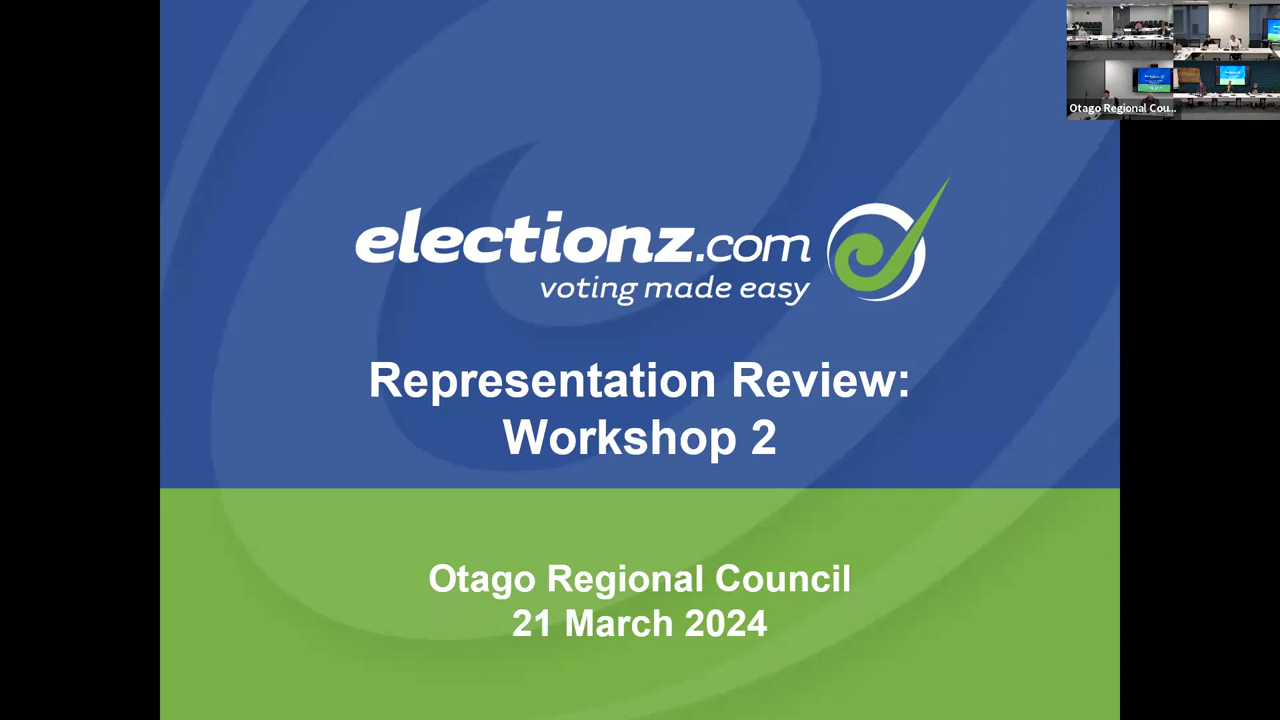 Otago Regional Cou...
electionz.com
voting made easy
Representation Review:
Workshop 2
Otago Regional Council
21 March 2024